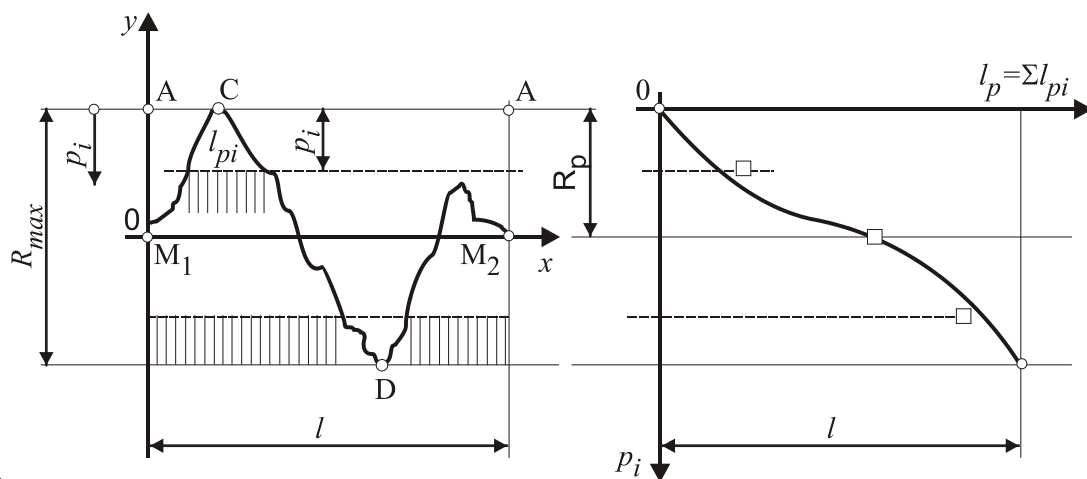 y
A
C
A
0
l_p=Σl_pi
p_i
l_pi
p_i
R_p
R_max
0
M_1
M_2
x
D
l
l
p_i